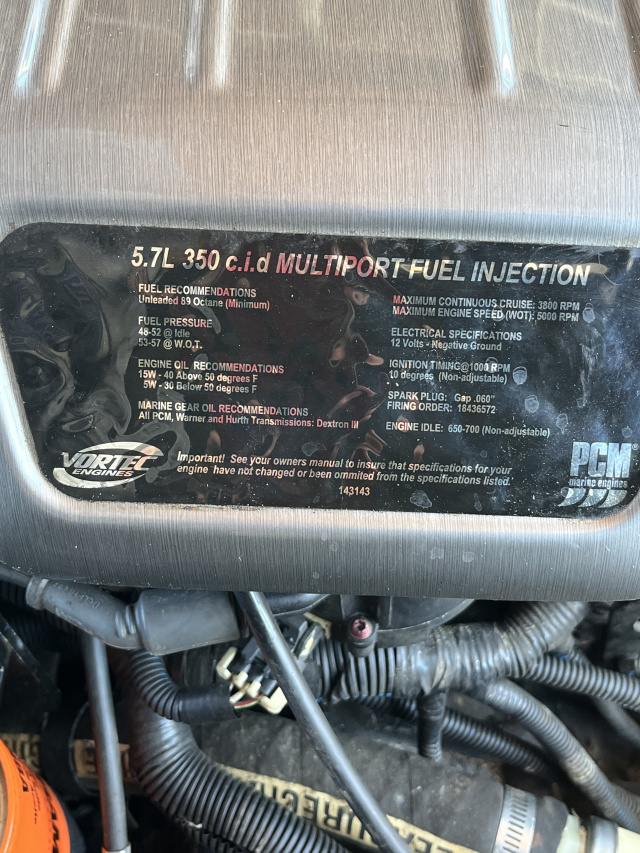 5.7L 350 c.i.d MULTIPORT FUEL INJECTION
FUEL RECOMMENDATIONS
Unleaded 89 Octane (Minimum)
FUEL PRESSURE
48-52 @ Idle
53-57 @ W.O.T.
ENGINE OIL RECOMMENDATIONS
15W - 40 Above 50 degrees F
5W - 30 Below 50 degrees F
MARINE GEAR OIL RECOMMENDATIONS
All PCM, Warner and Hurth Transmissions: Dextron III
MAXIMUM CONTINUOUS CRUISE: 3800 RPM
MAXIMUM ENGINE SPEED (WOT): 5000 RPM
ELECTRICAL SPECIFICATIONS
12 Volts - Negative Ground
IGNITION TIMING@1000 RPM
10 degrees (Non-adjustable)
SPARK PLUG: Gap .060"
FIRING ORDER: 18436572
ENGINE IDLE: 650-700 (Non-adjustable)
VORTEC
ENGINES
Important! See your owners manual to insure that specifications for your
engine have not changed or been ommited from the specifications listed.
143143
PCM®
marine engines